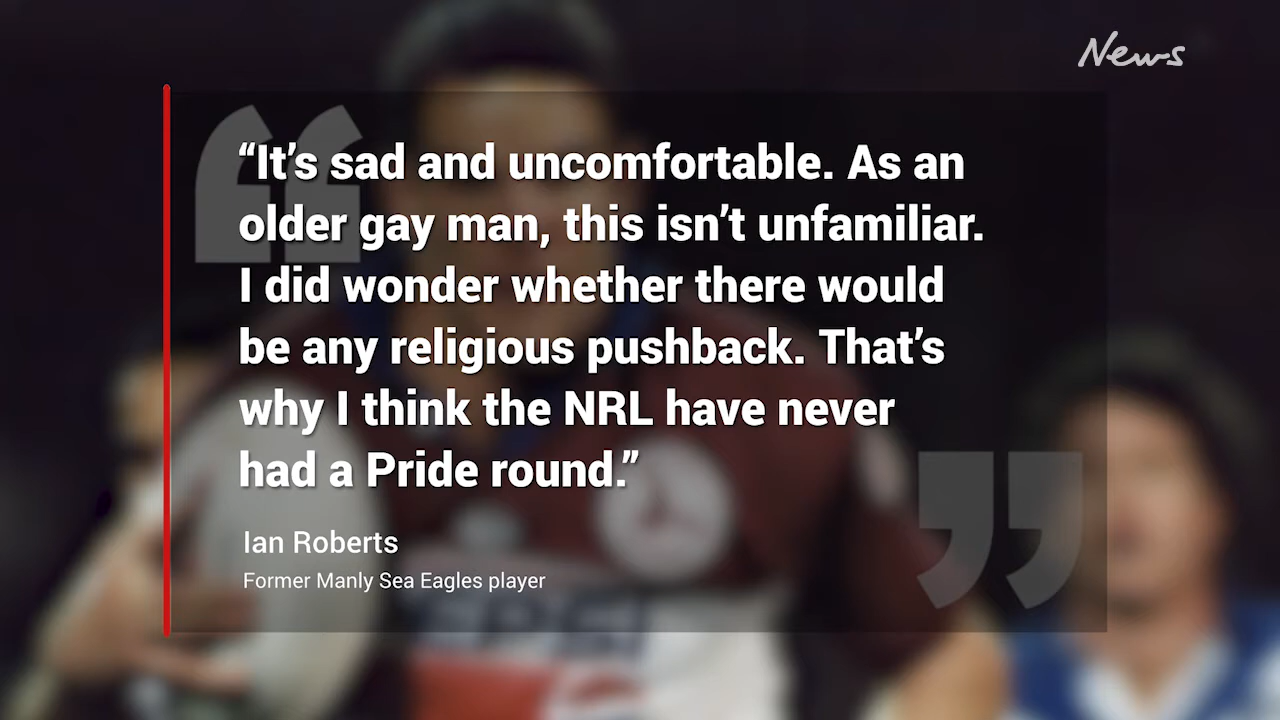 News
“It’s sad and uncomfortable. As an
older gay man, this isn’t unfamiliar.
I did wonder whether there would
be any religious pushback. That’s
why I think the NRL have never
had a Pride round.”
Ian Roberts
Former Manly Sea Eagles player